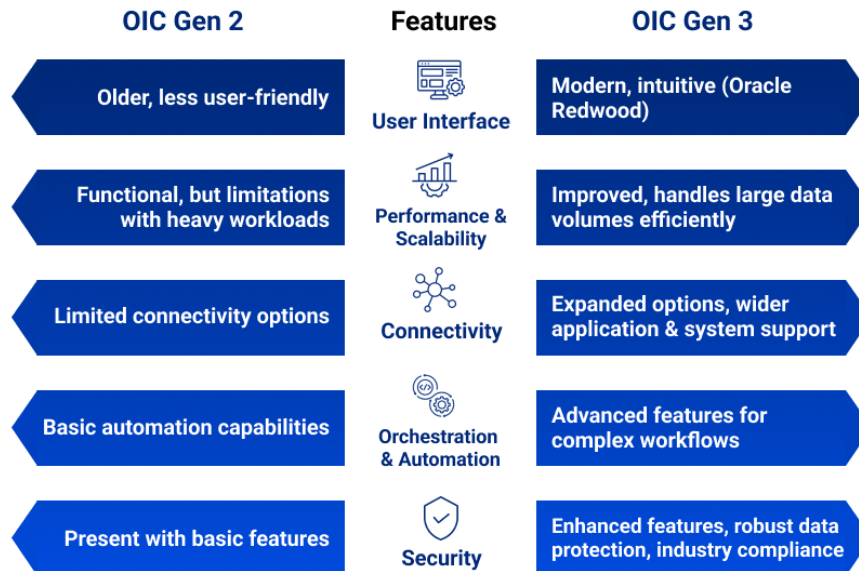 OIC Gen 2
Features
OIC Gen 3
Older, less user-friendly
User Interface
Modern, intuitive (Oracle
Redwood)
Functional, but limitations
with heavy workloads
Performance &
Scalability
Improved, handles large data
volumes efficiently
Limited connectivity options
Connectivity
Expanded options, wider
application & system support
Basic automation capabilities
Orchestration
& Automation
Advanced features for
complex workflows
Present with basic features
Security
Enhanced features, robust data
protection, industry compliance